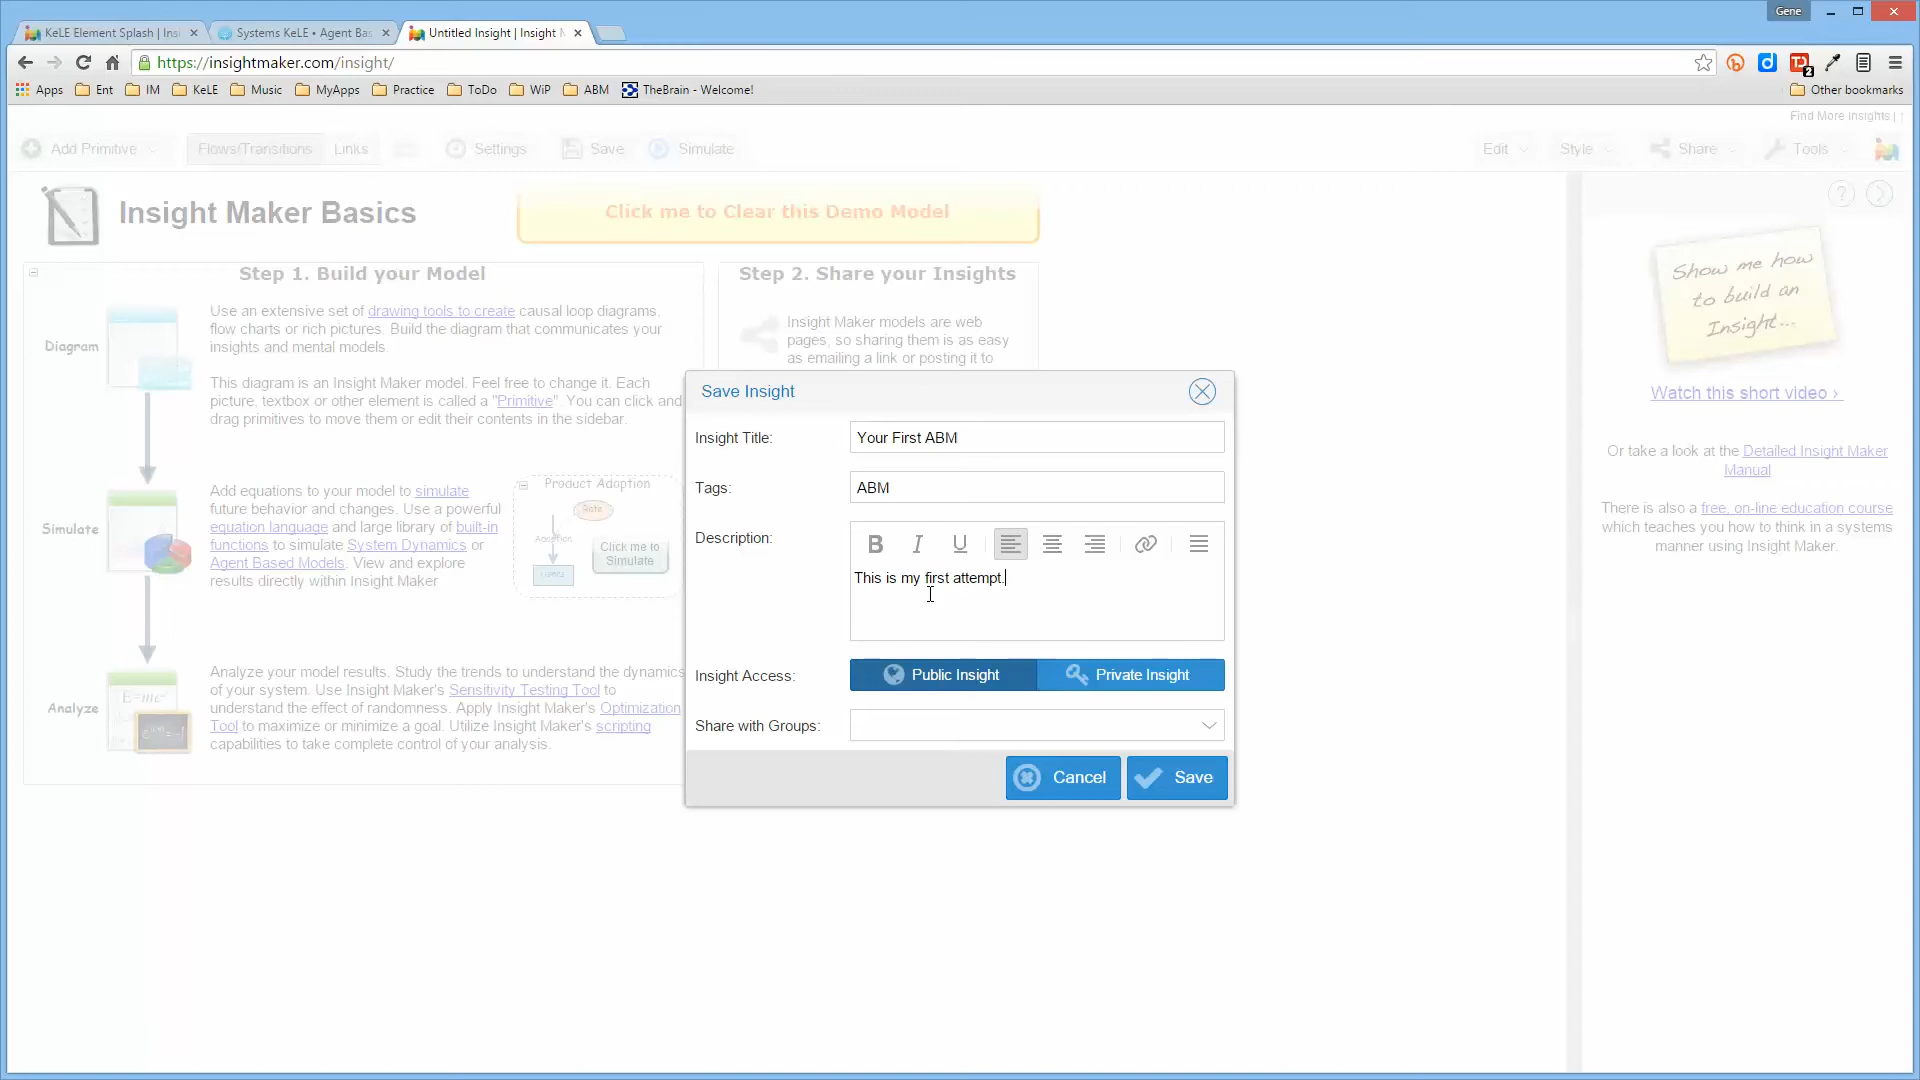 Gene
KeLE Element Splash | Ins
Systems KeLE • Agent Bas
Untitled Insight | Insight M
https://insightmaker.com/insight/
Apps
Ent
IM
KeLE
Music
MyApps
Practice
ToDo
WiP
ABM
TheBrain - Welcome!
Other bookmarks
Find More Insights |
Add Primitive
Flows/Transitions
Links
Settings
Save
Simulate
Edit
Style
Share
Tools
Insight Maker Basics
Click me to Clear this Demo Model
Step 1. Build your Model
Step 2. Share your Insights
Diagram
Use an extensive set of drawing tools to create causal loop diagrams,
flow charts or rich pictures. Build the diagram that communicates your
insights and mental models.
This diagram is an Insight Maker model. Feel free to change it. Each
picture, textbox or other element is called a "Primitive" You can click and
drag primitives to move them or edit their contents in the sidebar.
Insight Maker models are web
pages, so sharing them is as easy
as emailing a link or posting it to
Simulate
Add equations to your model to simulate
future behavior and changes. Use a powerful
equation language and large library of built-in
functions to simulate System Dynamics or
Agent Based Models. View and explore
results directly within Insight Maker
Product Adoption
Rate
Adoption
Click me to
Simulate
Analyze
E=mc²
Analyze your model results. Study the trends to understand the dynamics
of your system. Use Insight Maker's Sensitivity Testing Tool to
understand the effect of randomness. Apply Insight Maker's Optimization
Tool to maximize or minimize a goal. Utilize Insight Maker's scripting
capabilities to take complete control of your analysis.
Save Insight
Insight Title:
Your First ABM
Tags:
ABM
Description:
B I U
This is my first attempt.
Insight Access:
Public Insight
Private Insight
Share with Groups:
Cancel
Save
Show me how
to build an
Insight...
Watch this short video ›
Or take a look at the Detailed Insight Maker
Manual
There is also a free, on-line education course
which teaches you how to think in a systems
manner using Insight Maker.